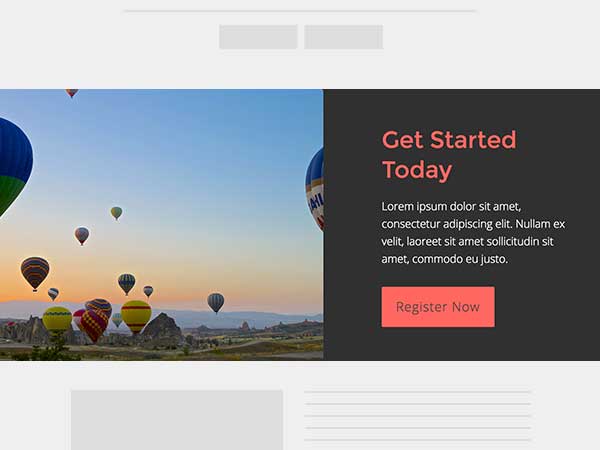 Get Started
Today
Lorem ipsum dolor sit amet,
consectetur adipiscing elit. Nullam ex
velit, laoreet sit amet sollicitudin sit
amet, commodo eu justo.
Register Now